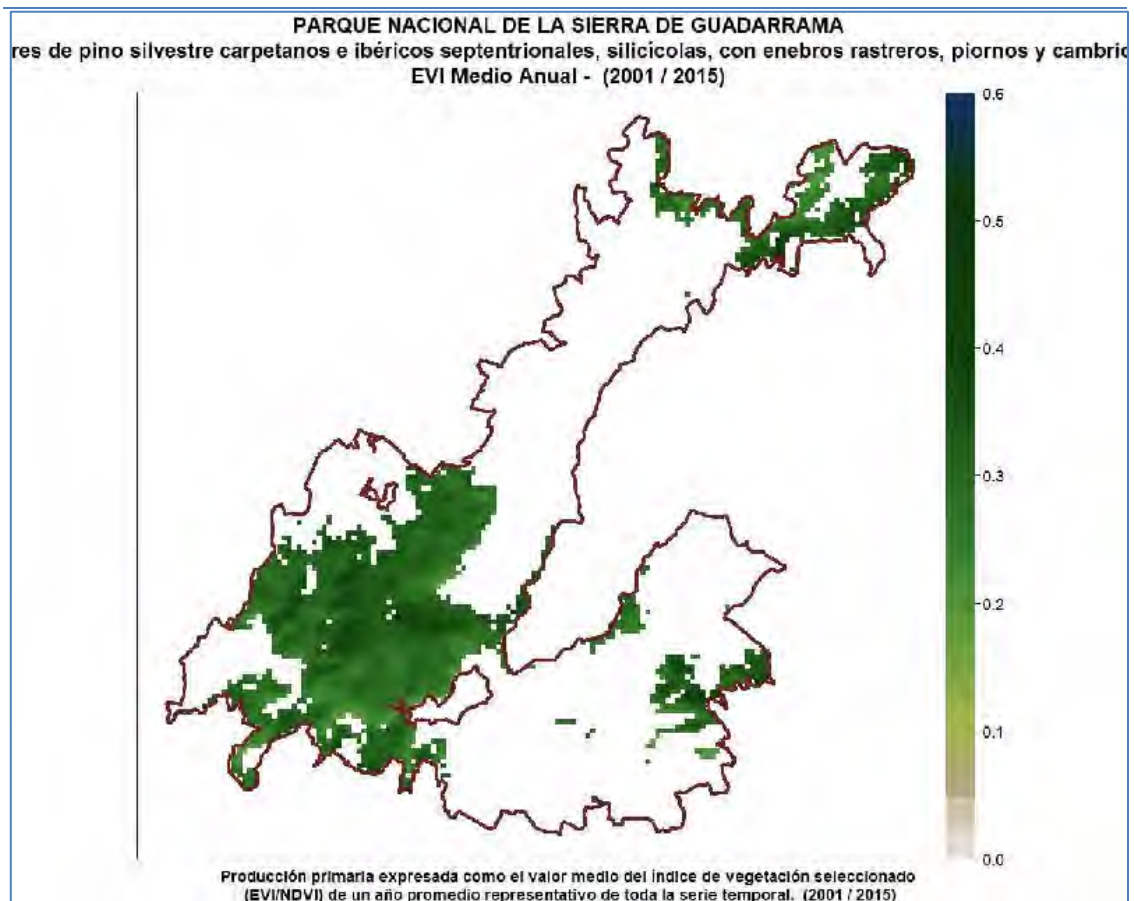 PARQUE NACIONAL DE LA SIERRA DE GUADARRAMA
res de pino silvestre carpetanos e ibéricos septentrionales, silicicolas, con enebros rastreros, piornos y cambric
EVI Medio Anual - (2001 / 2015)
0.6
0.5
0.4
0.3
0.2
0.1
0.0
Producción primaria expresada como el valor medio del índice de vegetación seleccionado
(EVI/NDVI) de un año promedio representativo de toda la serie temporal. (2001 / 2015)